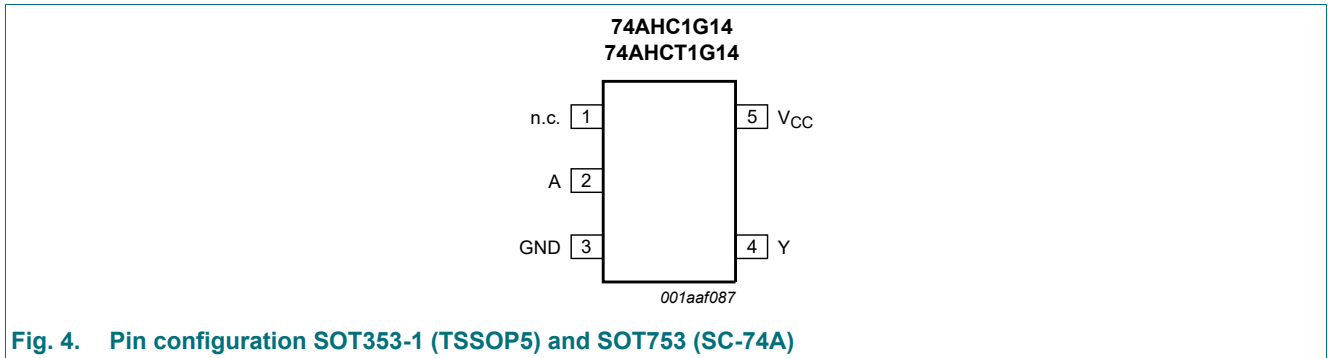 74AHC1G14
74AHCT1G14
n.c. 1
5 VCC
A 2
GND 3
4 Y
001aaf087
Fig. 4. Pin configuration SOT353-1 (TSSOP5) and SOT753 (SC-74A)